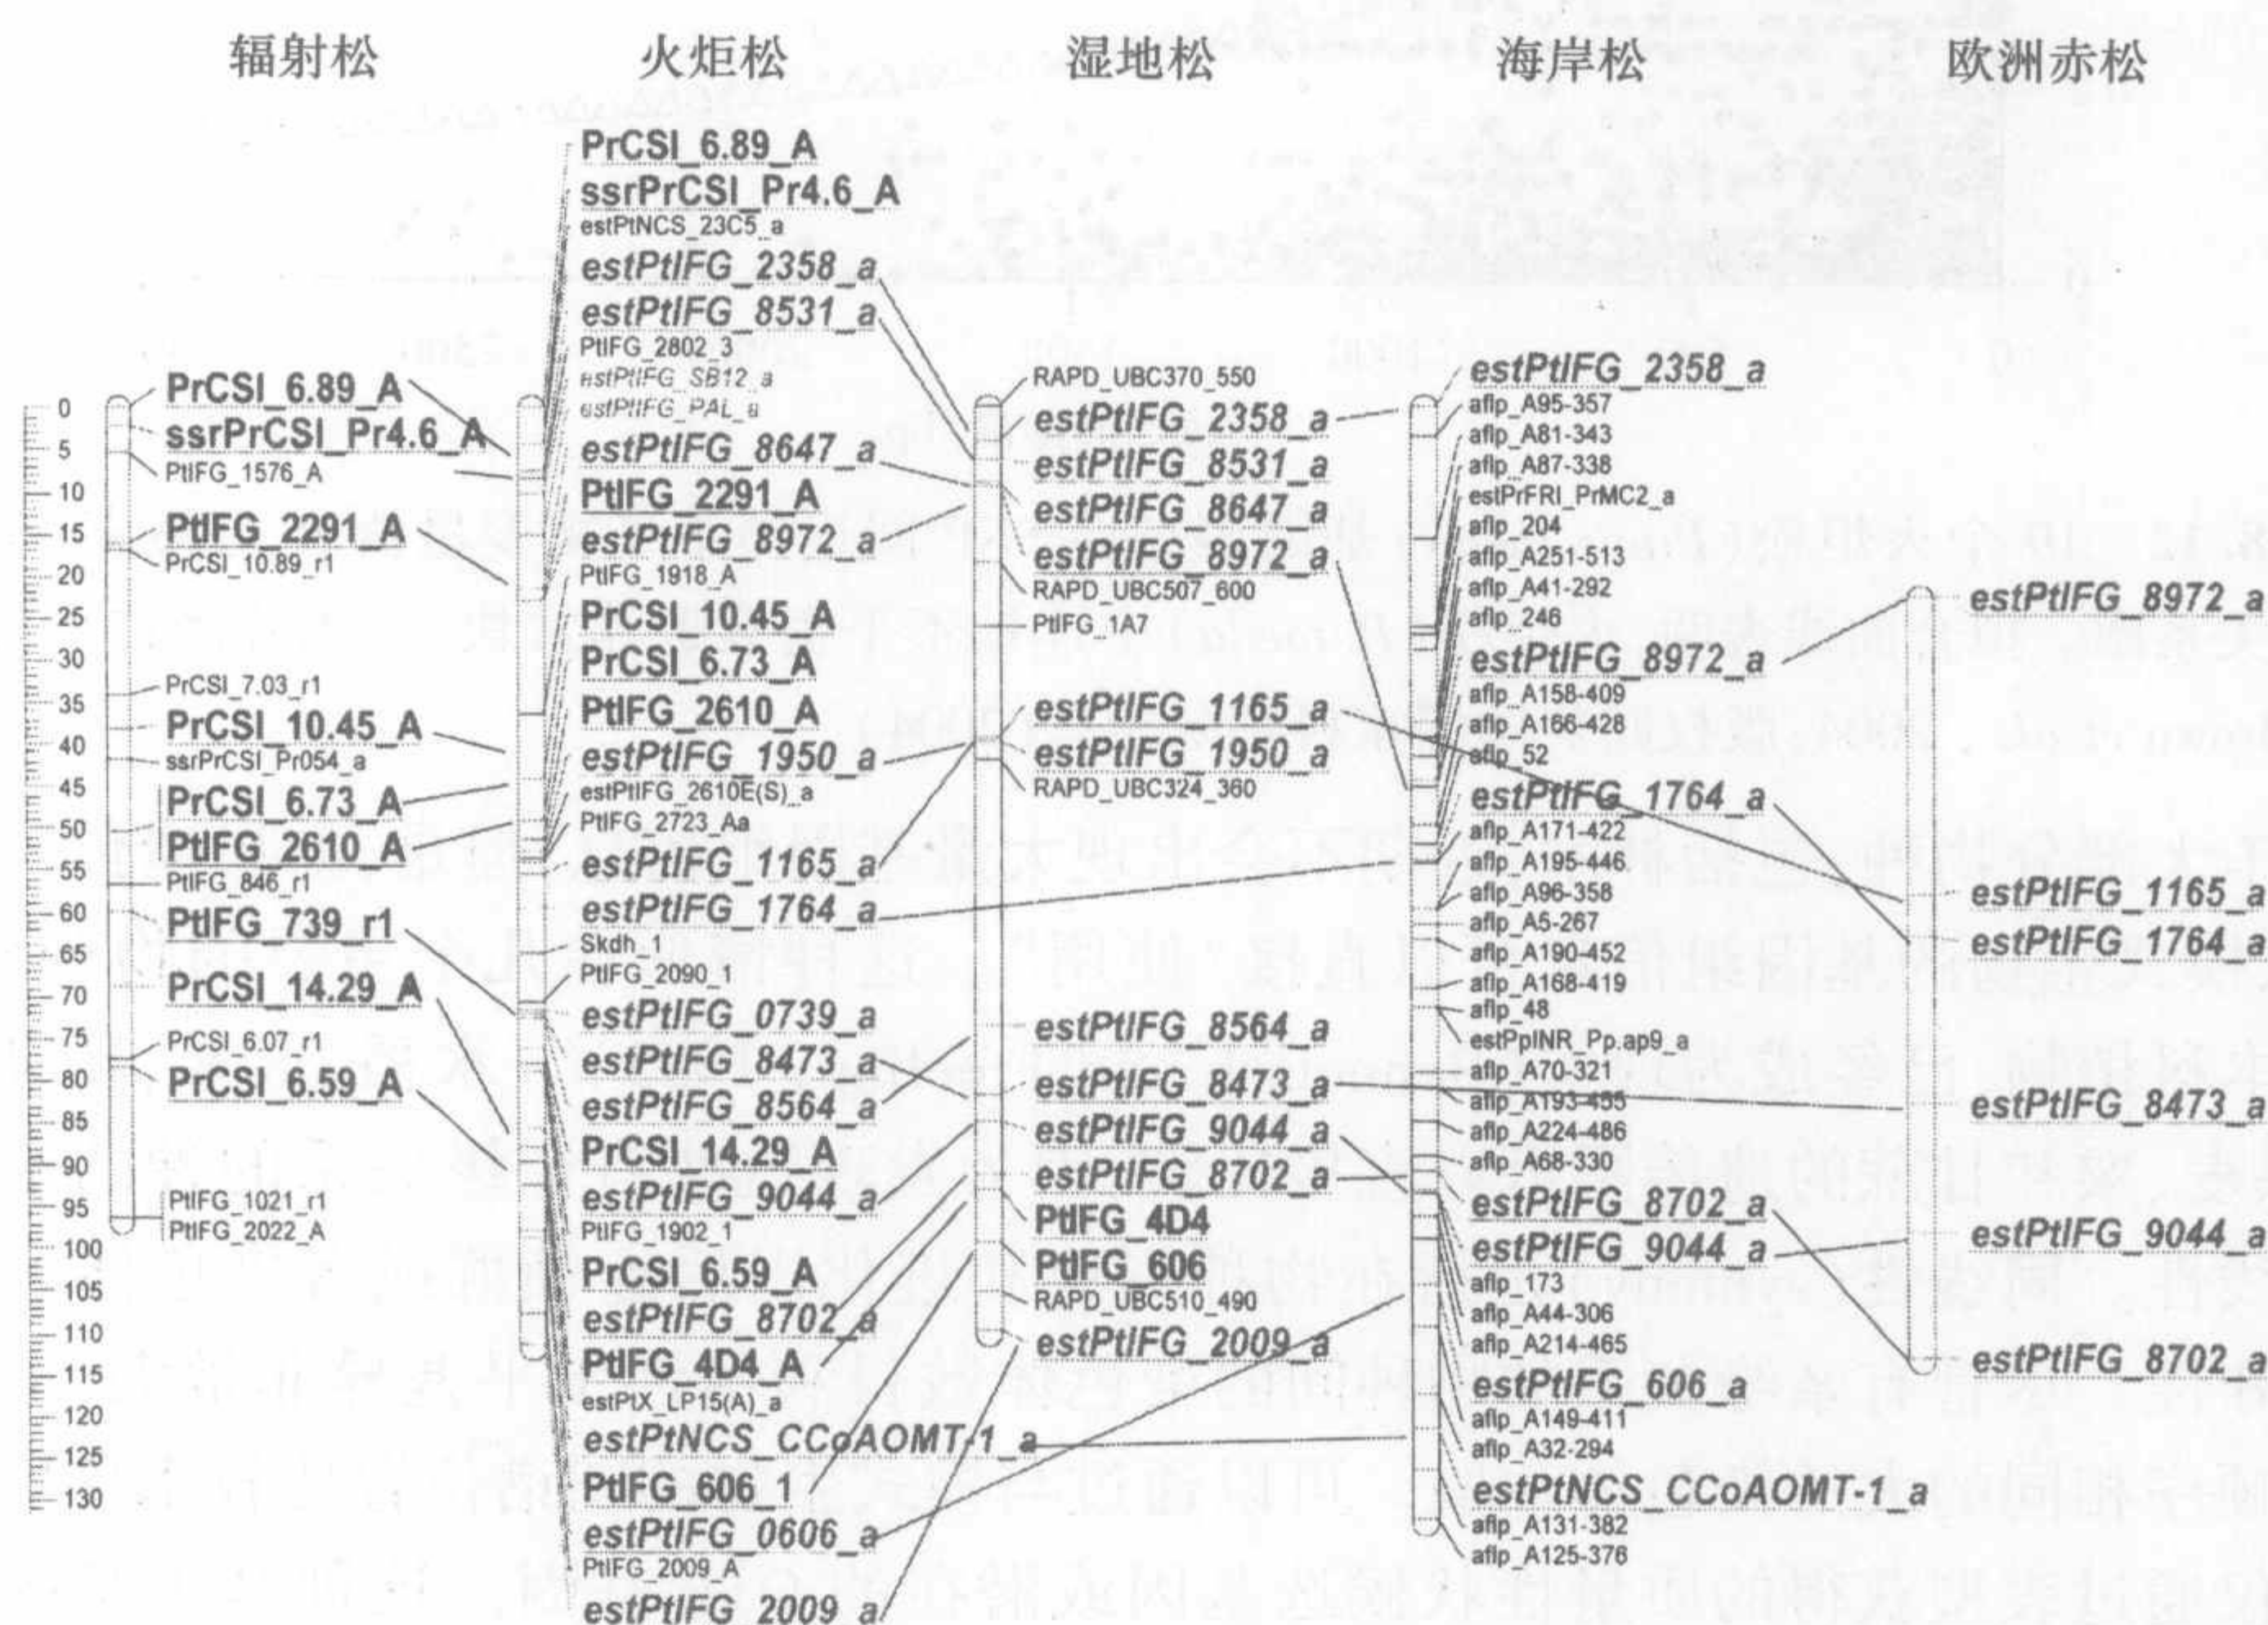 辐射松
火炬松
湿地松
海岸松
欧洲赤松
0
5
10
15
20
25
30
35
40
45
50
55
60
65
70
75
80
85
90
95
100
105
110
115
120
125
130
PrCSI_6.89_A
ssrPrCSI_Pr4.6_A
PtIFG_1576_A
PtIFG_2291_A
PrCSI_10.89_r1
PrCSI_7.03_r1
PrCSI_10.45_A
ssrPrCSI_Pr054_a
PrCSI_6.73_A
PtIFG_2610_A
PtIFG_846_r1
PtIFG_739_r1
PrCSI_14.29_A
PrCSI_6.07_r1
PrCSI_6.59_A
PtIFG_1021_r1
PtIFG_2022_A
PrCSI_6.89_A
ssrPrCSI_Pr4.6_A
estPtNCS_23C5_a
estPtIFG_2358_a
estPtIFG_8531_a
PtIFG_2802_3
estPtIFG_SB12_a
estPtIFG_PAL_a
estPtIFG_8647_a
PtIFG_2291_A
estPtIFG_8972_a
PtIFG_1918_A
PrCSI_10.45_A
PrCSI_6.73_A
PtIFG_2610_A
estPtIFG_1950_a
estPtIFG_2610E(S)_a
PtIFG_2723_Aa
estPtIFG_1165_a
estPtIFG_1764_a
Skdh_1
PtIFG_2090_1
estPtIFG_0739_a
estPtIFG_8473_a
estPtIFG_8564_a
PrCSI_14.29_A
estPtIFG_9044_a
PtIFG_1902_1
PrCSI_6.59_A
estPtIFG_8702_a
PtIFG_4D4_A
estPtX_LP15(A)_a
estPtNCS_CCoAOMT-1_a
PtIFG_606_1
estPtIFG_0606_a
PtIFG_2009_A
estPtIFG_2009_a
RAPD_UBC370_550
estPtIFG_2358_a
estPtIFG_8531_a
estPtIFG_8647_a
estPtIFG_8972_a
RAPD_UBC507_600
PtIFG_1A7
estPtIFG_1165_a
estPtIFG_1950_a
RAPD_UBC324_360
estPtIFG_8564_a
estPtIFG_8473_a
estPtIFG_9044_a
estPtIFG_8702_a
PtIFG_4D4
PtIFG_606
RAPD_UBC510_490
estPtIFG_2009_a
estPtIFG_2358_a
aflp_A95-357
aflp_A81-343
aflp_A87-338
estPrFRI_PrMC2_a
aflp_204
aflp_A251-513
aflp_A41-292
aflp_246
estPtIFG_8972_a
aflp_A158-409
aflp_A166-428
aflp_52
estPtIFG_1764_a
aflp_A171-422
aflp_A195-446
aflp_A96-358
aflp_A5-267
aflp_A190-452
aflp_A168-419
aflp_48
estPpINR_Pp.ap9_a
aflp_A70-321
aflp_A193-455
aflp_A224-486
aflp_A68-330
estPtIFG_8702_a
estPtIFG_9044_a
aflp_173
aflp_A44-306
aflp_A214-465
estPtIFG_606_a
aflp_A149-411
aflp_A32-294
estPtNCS_CCoAOMT-1_a
aflp_A131-382
aflp_A125-376
estPtIFG_8972_a
estPtIFG_1165_a
estPtIFG_1764_a
estPtIFG_8473_a
estPtIFG_9044_a
estPtIFG_8702_a